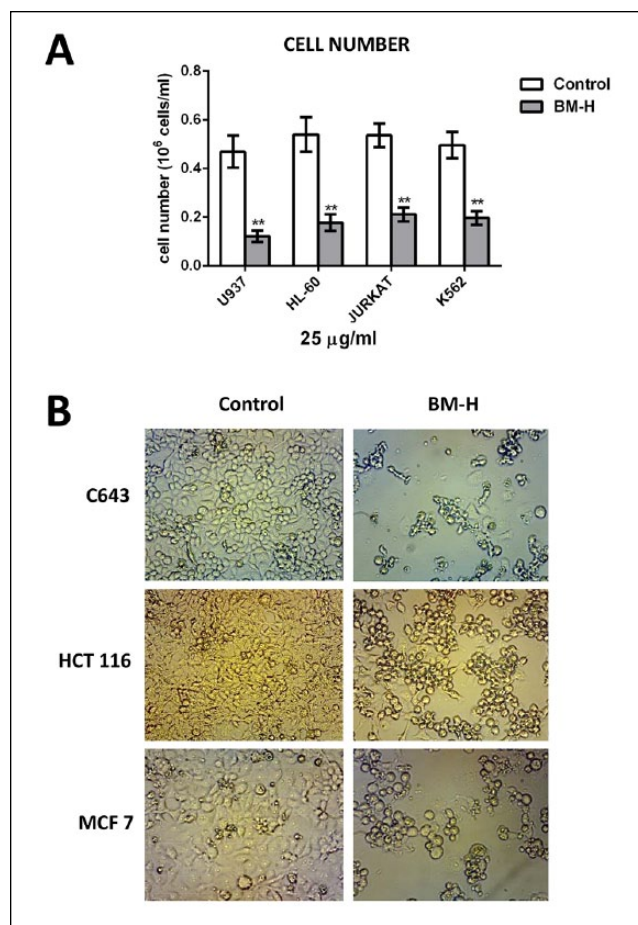 A
CELL NUMBER
cell number (10⁶ cells/ml)
0.8
0.6
0.4
0.2
0.0
Control
BM-H
**
**
**
**
U937
HL-60
JURKAT
K562
25 µg/ml
B
Control
BM-H
C643
HCT 116
MCF 7